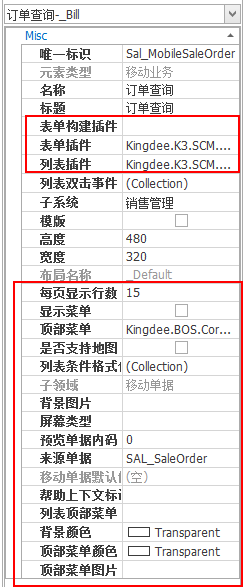 订单查询-_Bill
Misc
唯一标识 Sal_MobileSaleOrder
元素类型 移动业务
名称 订单查询
标题 订单查询
表单构建插件
表单插件 Kingdee.K3.SCM....
列表插件 Kingdee.K3.SCM....
列表双击事件 (Collection)
子系统 销售管理
模版
高度 480
宽度 320
布局名称 _Default
每页显示行数 15
显示菜单
顶部菜单 Kingdee.BOS.Cor...
是否支持地图
列表条件格式化 (Collection)
子领域 移动单据
背景图片
屏幕类型
预览单据内码 0
来源单据 SAL_SaleOrder
移动单据默认值 (空)
帮助上下文标识
列表顶部菜单
背景颜色 Transparent
顶部菜单颜色 Transparent
顶部菜单图片